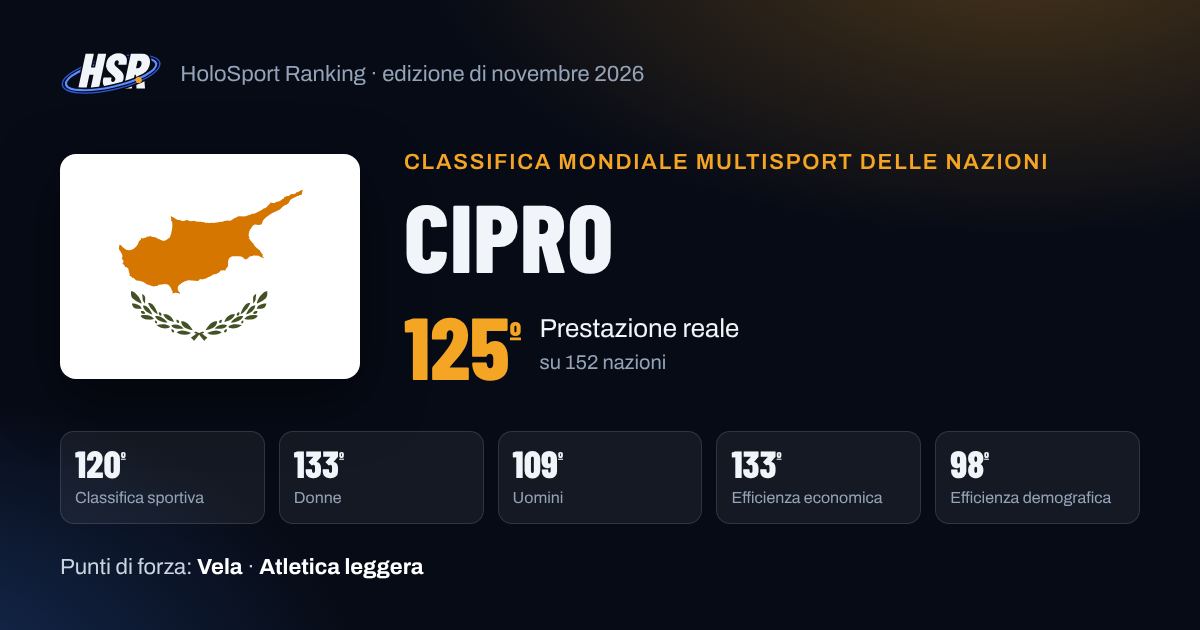 HSR
HoloSport Ranking · edizione di novembre 2026
CLASSIFICA MONDIALE MULTISPORT DELLE NAZIONI
CIPRO
125º
Prestazione reale
su 152 nazioni
120º
Classifica sportiva
133º
Donne
109º
Uomini
133º
Efficienza economica
98º
Efficienza demografica
Punti di forza: Vela · Atletica leggera